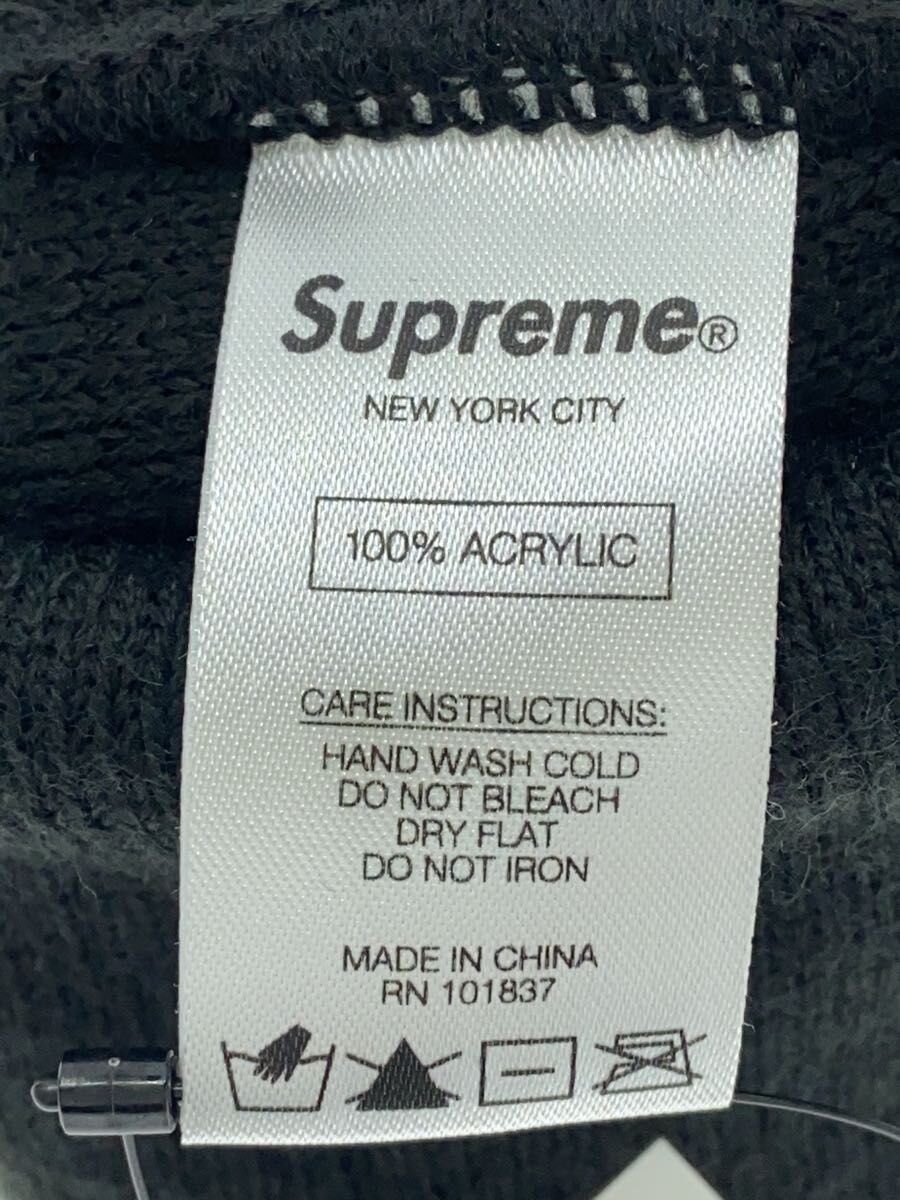 Supreme®
NEW YORK CITY
100% ACRYLIC
CARE INSTRUCTIONS:
HAND WASH COLD
DO NOT BLEACH
DRY FLAT
DO NOT IRON
MADE IN CHINA
RN 101837